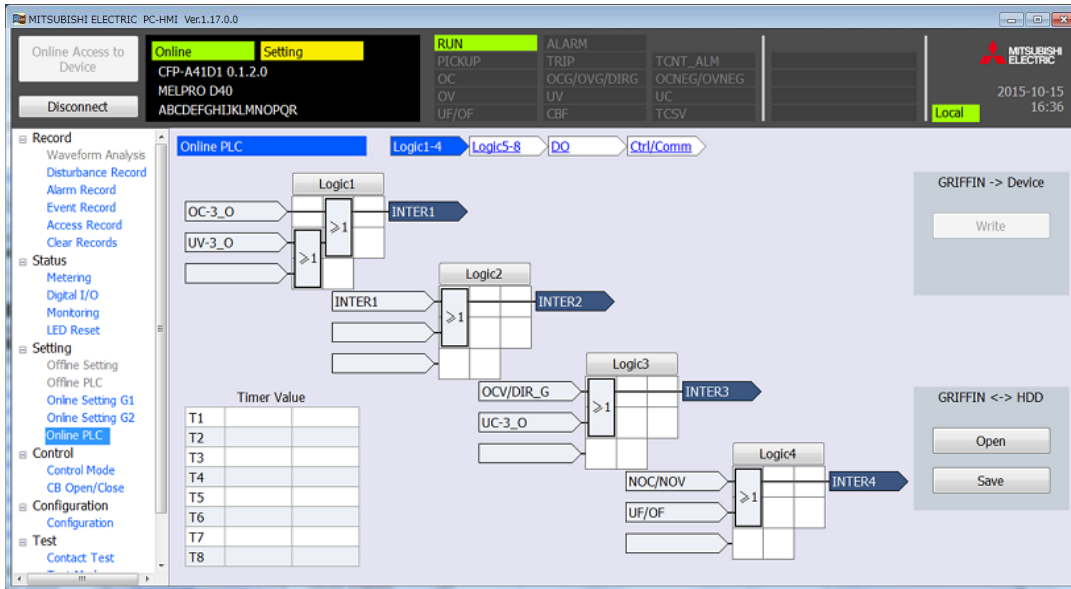 MITSUBISHI ELECTRIC PC-HMI Ver.1.17.0.0
Online Access to
Device
Disconnect
Online
Setting
CFP-A41D1 0.1.2.0
MELPRO D40
ABCDEFGHIJKLMNOPQR
RUN ALARM
PICKUP TRIP TCNT_ALM
OC OCG/OVG/DIRG OCNEG/OVNEG
OV UV UC
UF/OF CBF TCSV
MITSUBISHI
ELECTRIC
2015-10-15
16:36
Local
Record
Waveform Analysis
Disturbance Record
Alarm Record
Event Record
Access Record
Clear Records
Status
Metering
Digital I/O
Monitoring
LED Reset
Setting
Offline Setting
Offline PLC
Online Setting G1
Online Setting G2
Online PLC
Control
Control Mode
CB Open/Close
Configuration
Configuration
Test
Contact Test
Online PLC
Logic1-4
Logic5-8
DO
Ctrl/Comm
Logic1
OC-3_O
UV-3_O
≥1
≥1
INTER1
Logic2
INTER1
≥1
INTER2
Logic3
OCV/DIR_G
UC-3_O
≥1
INTER3
Logic4
NOC/NOV
UF/OF
≥1
INTER4
Timer Value
T1
T2
T3
T4
T5
T6
T7
T8
GRIFFIN -> Device
Write
GRIFFIN <-> HDD
Open
Save